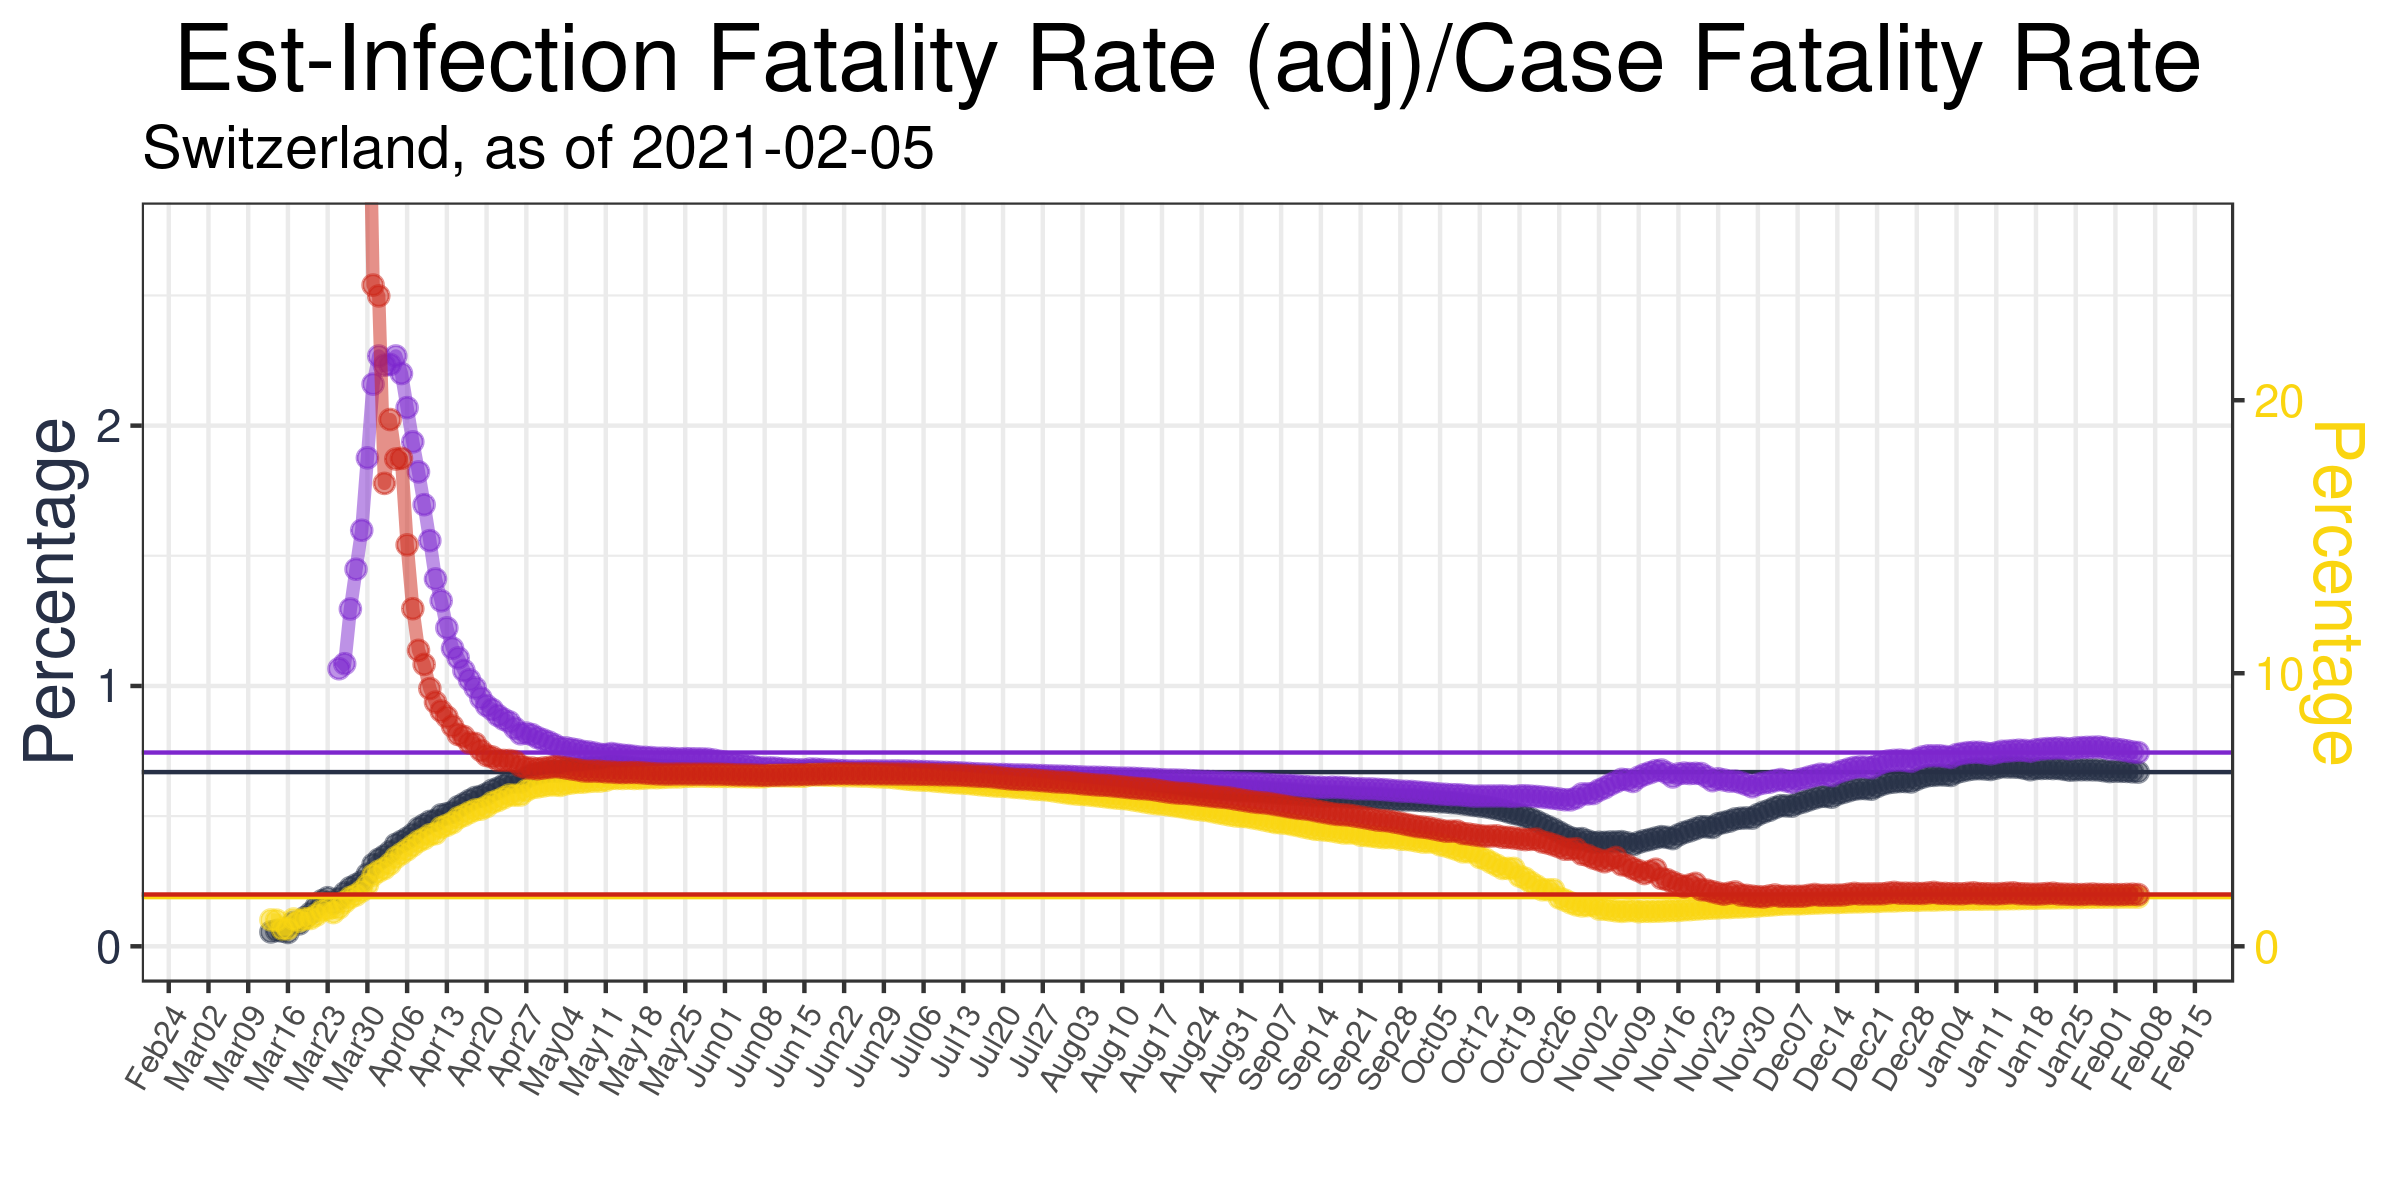 Est-Infection Fatality Rate (adj)/Case Fatality Rate
Switzerland, as of 2021-02-05
Percentage
2
1
0
20
10
0
Percentage
Feb24
Mar02
Mar09
Mar16
Mar23
Mar30
Apr06
Apr13
Apr20
Apr27
May04
May11
May18
May25
Jun01
Jun08
Jun15
Jun22
Jun29
Jul06
Jul13
Jul20
Jul27
Aug03
Aug10
Aug17
Aug24
Aug31
Sep07
Sep14
Sep21
Sep28
Oct05
Oct12
Oct19
Oct26
Nov02
Nov09
Nov16
Nov23
Nov30
Dec07
Dec14
Dec21
Dec28
Jan04
Jan11
Jan18
Jan25
Feb01
Feb08
Feb15